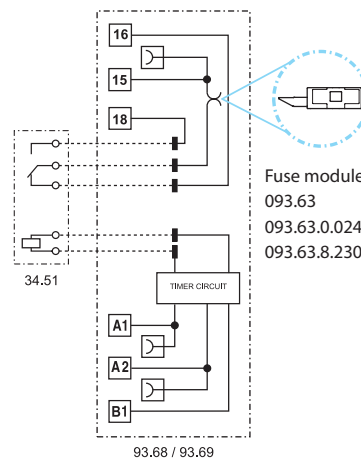 16
15
18
34.51
TIMER CIRCUIT
A1
A2
B1
93.68 / 93.69
Fuse module
093.63
093.63.0.024
093.63.8.230